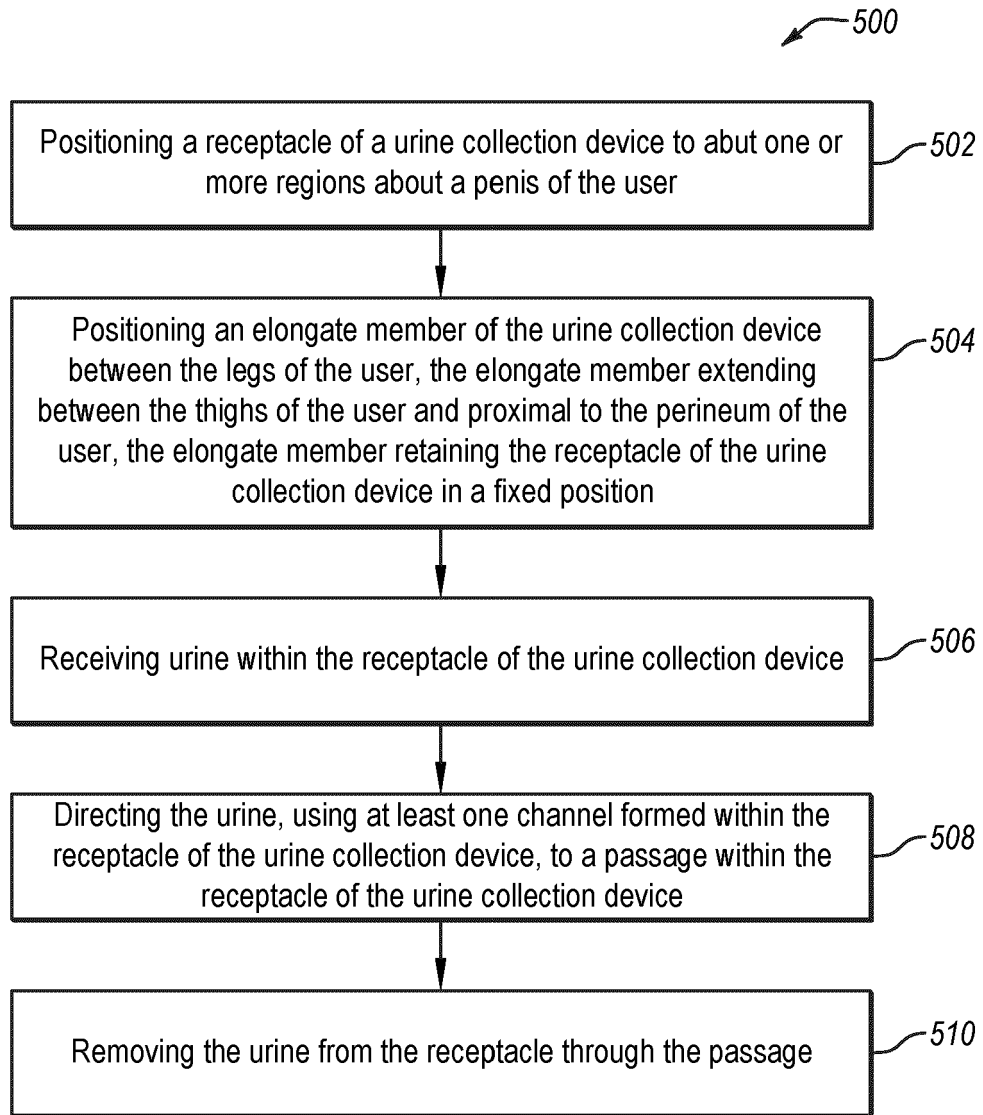 500
Positioning a receptacle of a urine collection device to abut one or
more regions about a penis of the user
502
Positioning an elongate member of the urine collection device
between the legs of the user, the elongate member extending
between the thighs of the user and proximal to the perineum of the
user, the elongate member retaining the receptacle of the urine
collection device in a fixed position
504
Receiving urine within the receptacle of the urine collection device
506
Directing the urine, using at least one channel formed within the
receptacle of the urine collection device, to a passage within the
receptacle of the urine collection device
508
Removing the urine from the receptacle through the passage
510